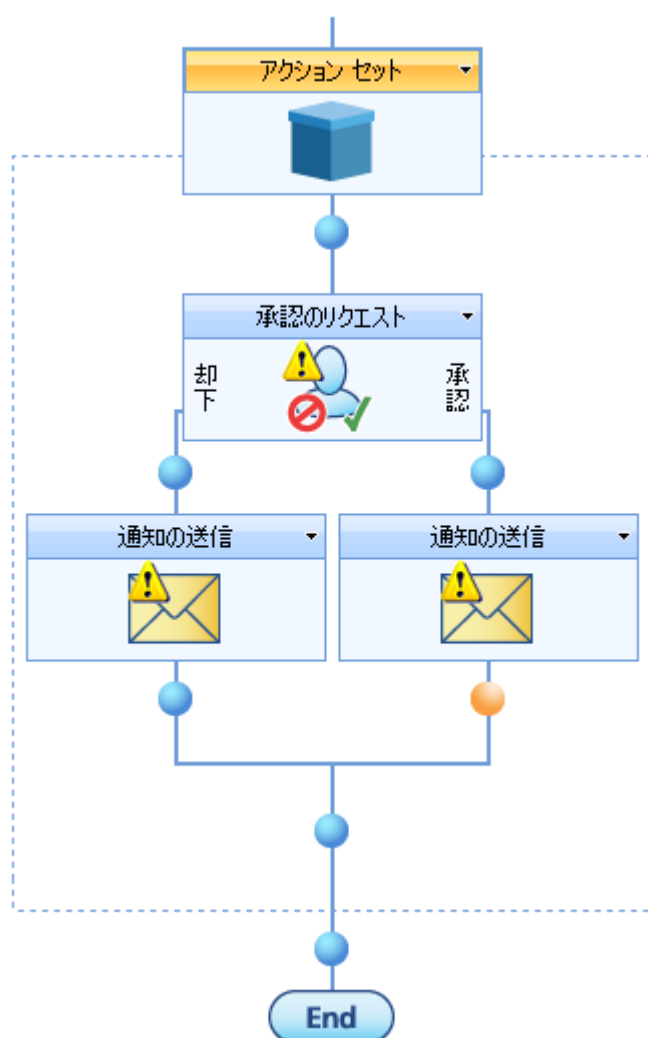 アクション セット
承認のリクエスト
却下
承認
通知の送信
通知の送信
End